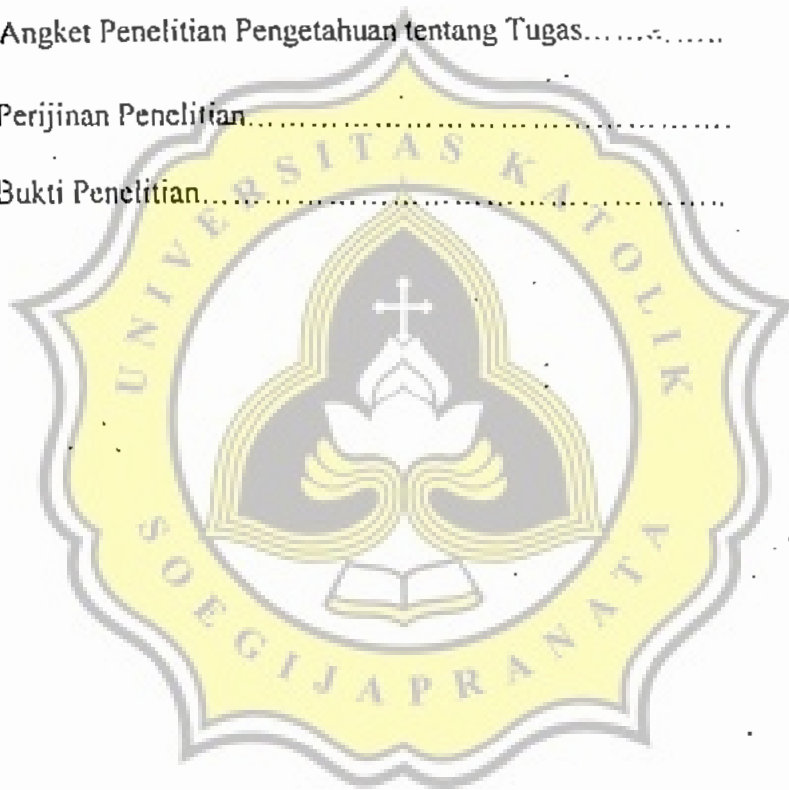 Angket Penelitian Pengetahuan tentang Tugas............
Perijinan Penelitian................................................
Bukti Penelitian....................................................
UNIVERSITAS KATOLIK
SOEGIJAPRANATA